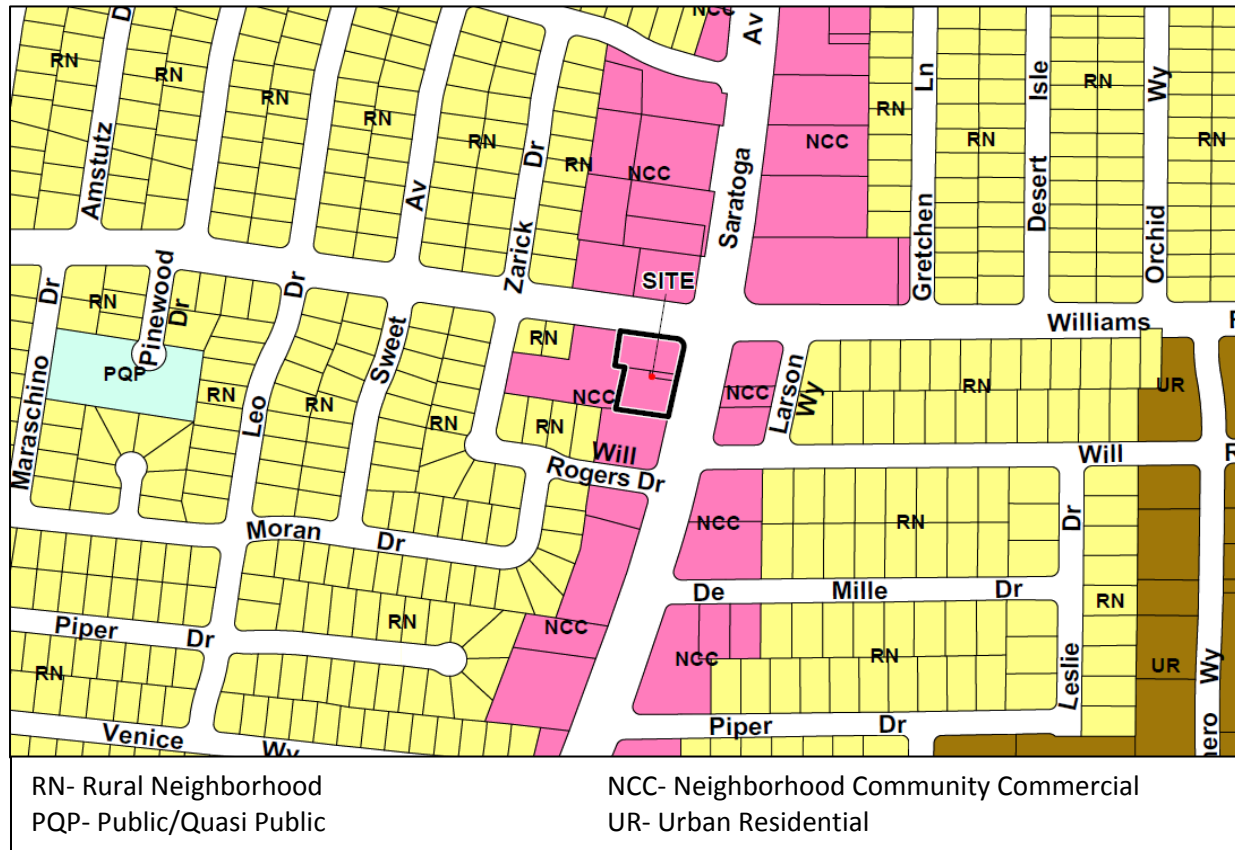 D
RN
RN
RN
RN
RN
RN
NCC
NCC
Av
NCC
RN
RN
RN
RN
Amstutz
Av
Zarick Dr
Saratoga
Gretchen Ln
Desert Isle
Orchid Wy
SITE
Williams
R
Maraschino Dr
Pinewood Dr
RN
PQP
RN
Leo Dr
RN
Sweet
RN
RN
NCC
RN
NCC
Larson Wy
RN
UR
Will
Rogers Dr
Will
R
Moran Dr
NCC
RN
De Mille Dr
Leslie Dr
RN
UR
Piper Dr
RN
NCC
NCC
RN
RN
Piper Dr
Venice Wy
nero Wy
RN- Rural Neighborhood
NCC- Neighborhood Community Commercial
PQP- Public/Quasi Public
UR- Urban Residential